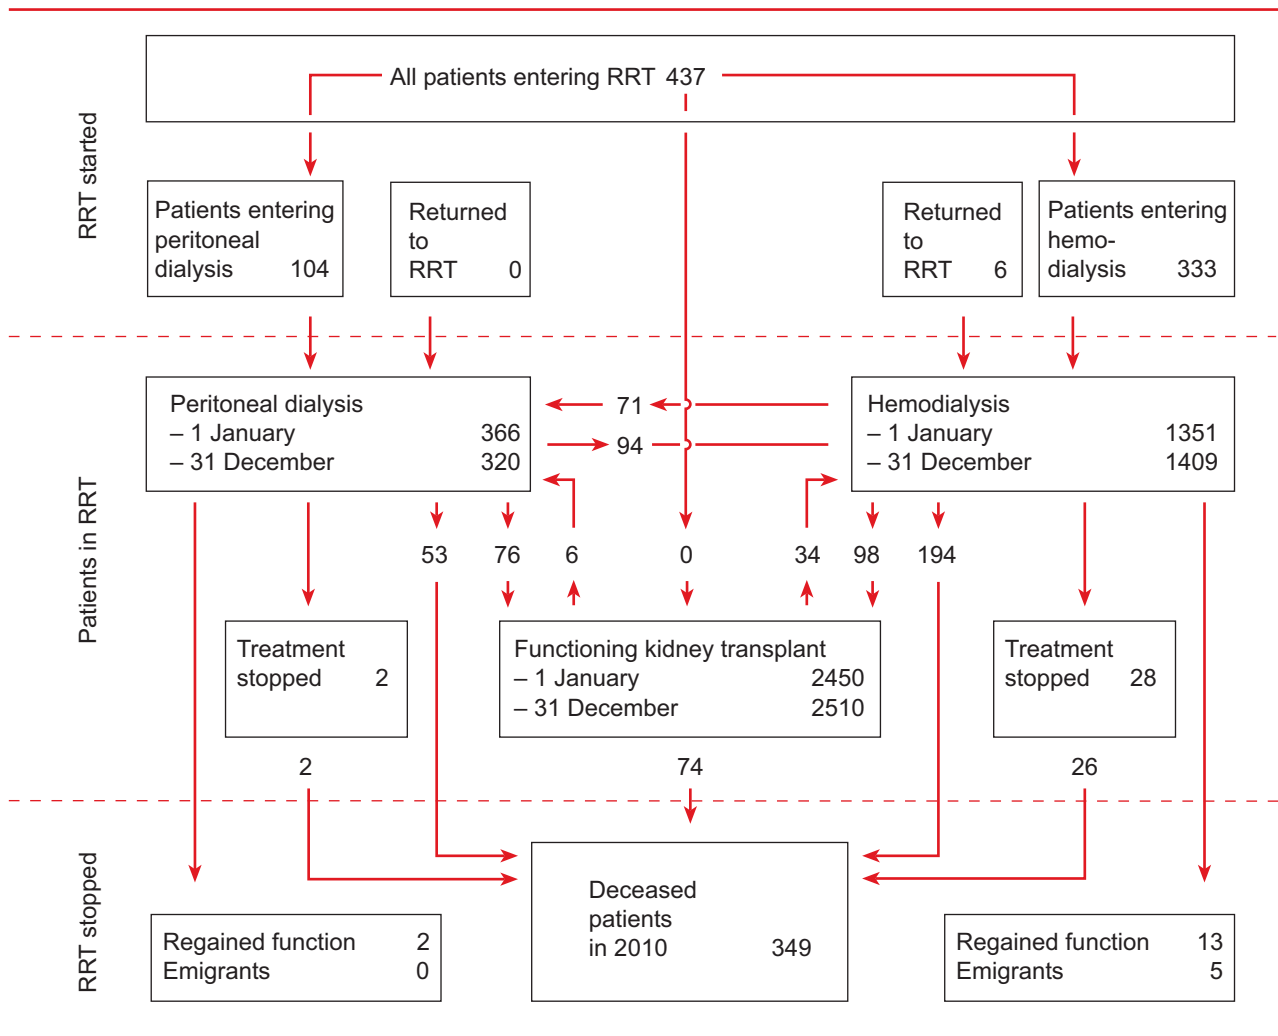 All patients entering RRT 437
RRT started
Patients entering
peritoneal
dialysis 104
Returned
to
RRT 0
Returned
to
RRT 6
Patients entering
hemo-
dialysis 333
Patients in RRT
Peritoneal dialysis
– 1 January 366
– 31 December 320
71
94
Hemodialysis
– 1 January 1351
– 31 December 1409
53 76 6 0 34 98 194
Treatment
stopped 2
Functioning kidney transplant
– 1 January 2450
– 31 December 2510
Treatment
stopped 28
2 74 26
RRT stopped
Regained function 2
Emigrants 0
Deceased
patients
in 2010 349
Regained function 13
Emigrants 5